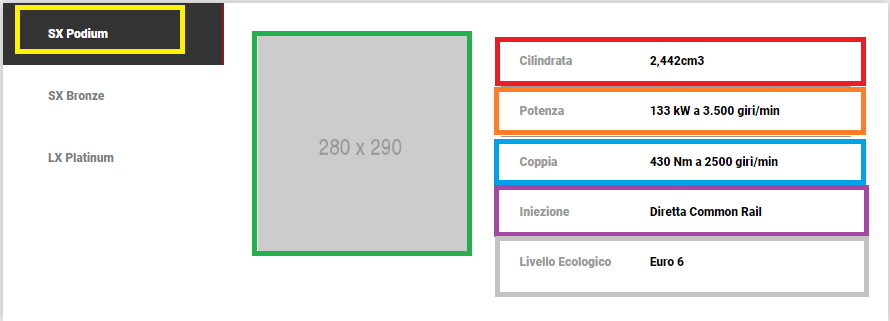 SX Podium
SX Bronze
LX Platinum
280 x 290
Cilindrata 2,442cm3
Potenza 133 kW a 3.500 giri/min
Coppia 430 Nm a 2500 giri/min
Iniezione Diretta Common Rail
Livello Ecologico Euro 6